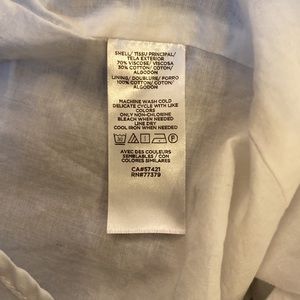 SHELL/ TISSU PRINCIPAL/
TELA EXTERIOR
70% VISCOSE/ VISCOSA
30% COTTON/ COTON/
ALGODON
LINING/ DOUBLURE/ FORRO
100% COTTON/ COTON/
ALGODON
MACHINE WASH COLD
DELICATE CYCLE WITH LIKE
COLORS
ONLY NON-CHLORINE
BLEACH WHEN NEEDED
LINE DRY
COOL IRON WHEN NEEDED
AVEC DES COULEURS
SEMBLABLES/ CON
COLORES SIMILARES
CA#57421
RN#77379